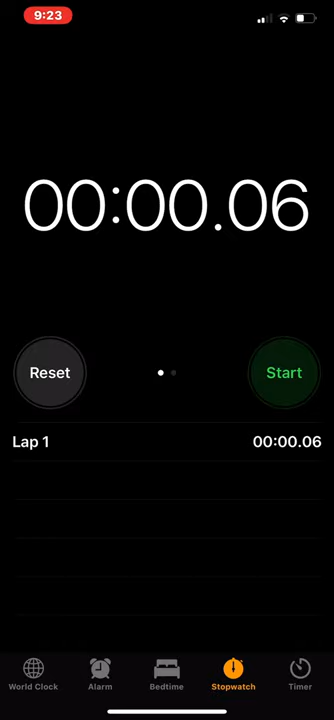 9:23
00:00.06
Reset
Start
Lap 1 00:00.06
World Clock Alarm Bedtime Stopwatch Timer